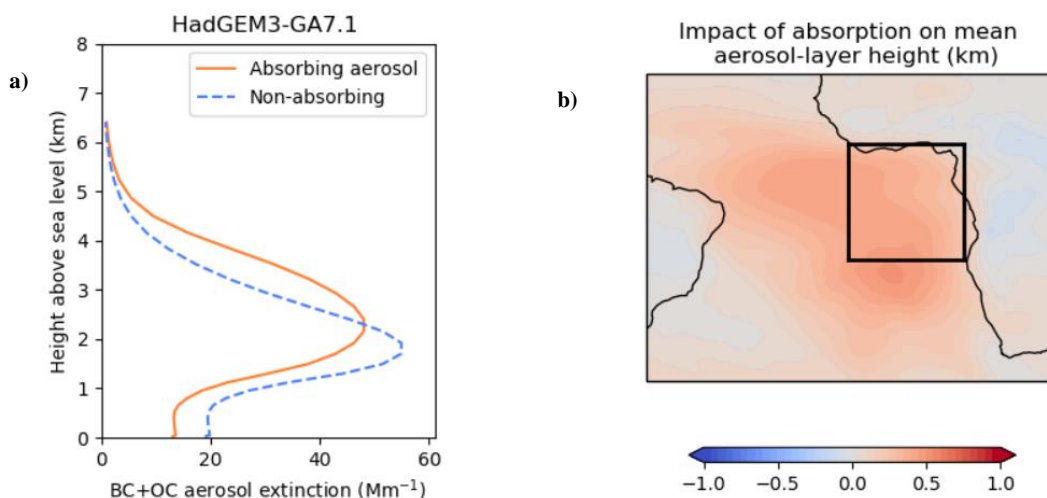 HadGEM3-GA7.1
a)
8
7
6
5
4
3
2
1
0
Height above sea level (km)
Absorbing aerosol
Non-absorbing
0 20 40 60
BC+OC aerosol extinction (Mm⁻¹)
b)
Impact of absorption on mean
aerosol-layer height (km)
−1.0 −0.5 0.0 0.5 1.0